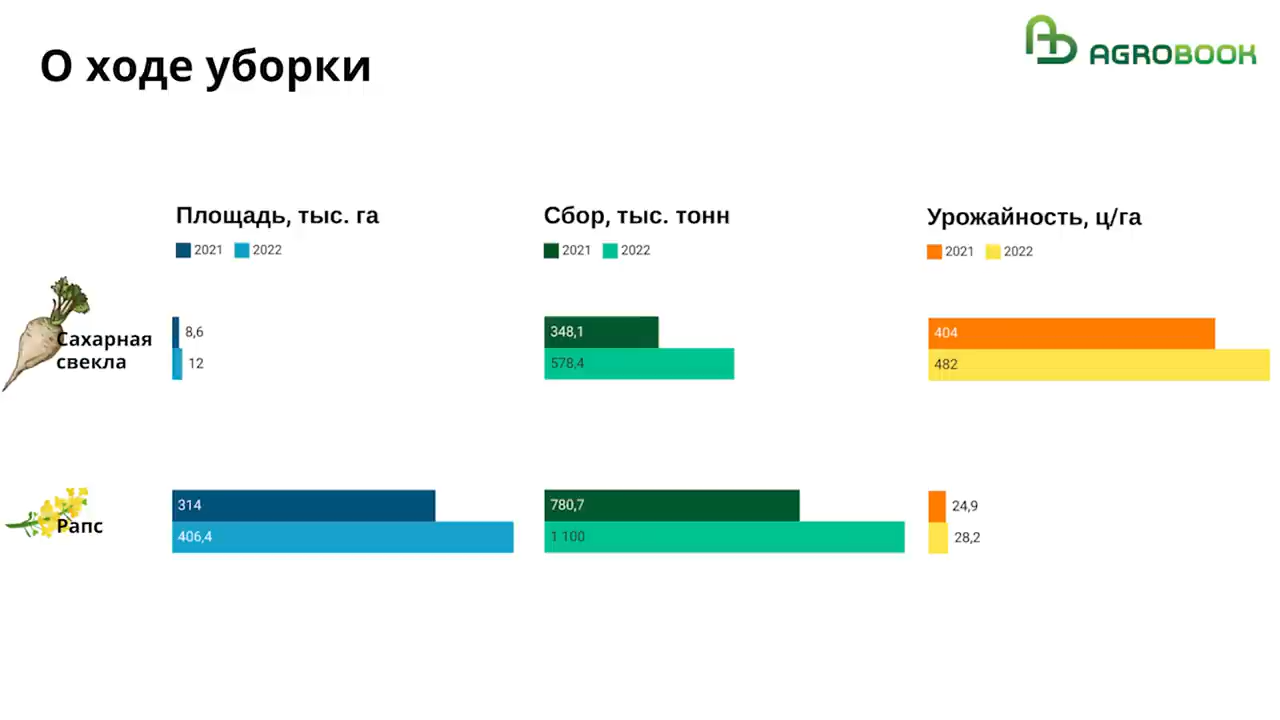 О ходе уборки
AGROBOOK
Площадь, тыс. га
2021 2022
Сбор, тыс. тонн
2021 2022
Урожайность, ц/га
2021 2022
Сахарная
свекла
8,6
12
348,1
578,4
404
482
Рапс
314
406,4
780,7
1 100
24,9
28,2